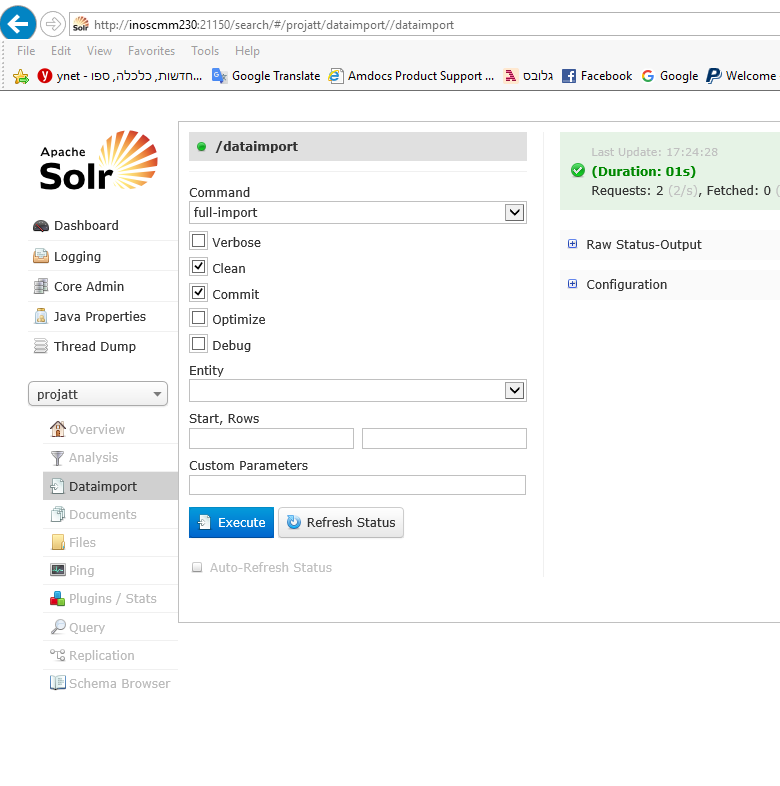 http://inoscmm230:21150/search/#/projatt/dataimport//dataimport
File Edit View Favorites Tools Help
ynet - חדשות, כלכלה, ספו... Google Translate Amdocs Product Support ... גלובס Facebook Google Welcome
Apache
Solr
Dashboard
Logging
Core Admin
Java Properties
Thread Dump
projatt
Overview
Analysis
Dataimport
Documents
Files
Ping
Plugins / Stats
Query
Replication
Schema Browser
/dataimport
Command
full-import
Verbose
Clean
Commit
Optimize
Debug
Entity
Start, Rows
Custom Parameters
Execute Refresh Status
Auto-Refresh Status
Last Update: 17:24:28
(Duration: 01s)
Requests: 2 (2/s), Fetched: 0 (
Raw Status-Output
Configuration